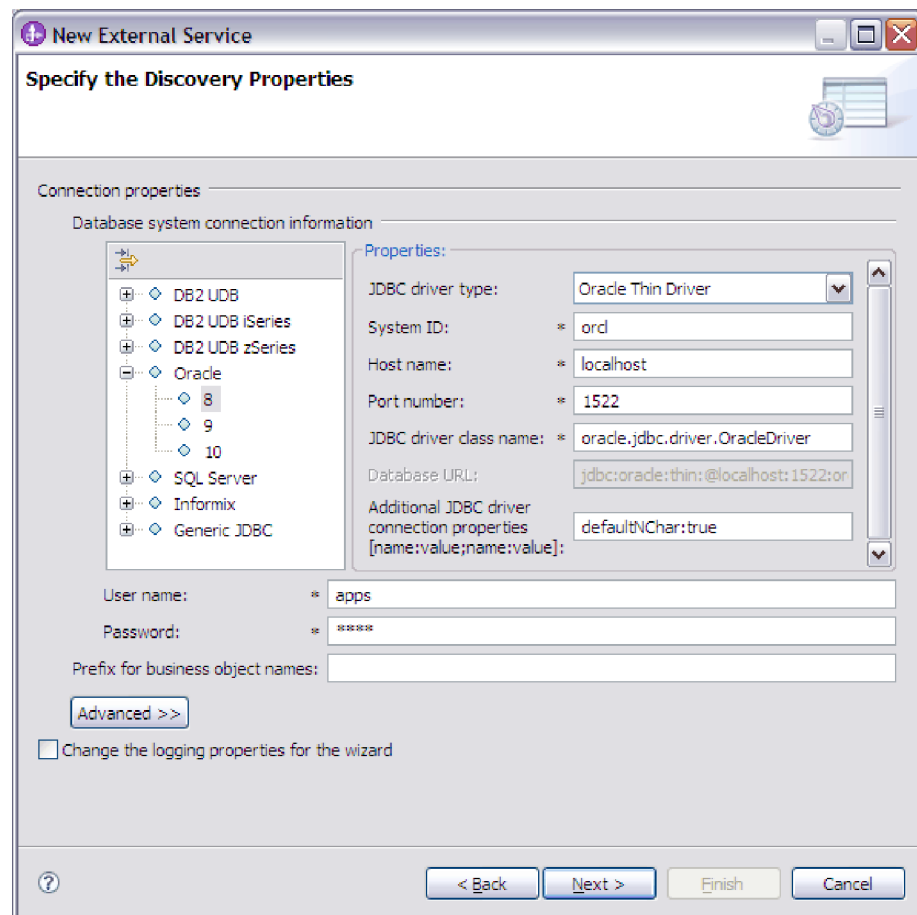 New External Service
Specify the Discovery Properties
Connection properties
Database system connection information
DB2 UDB
DB2 UDB iSeries
DB2 UDB zSeries
Oracle
8
9
10
SQL Server
Informix
Generic JDBC
Properties:
JDBC driver type: Oracle Thin Driver
System ID: * orcl
Host name: * localhost
Port number: * 1522
JDBC driver class name: * oracle.jdbc.driver.OracleDriver
Database URL: jdbc:oracle:thin:@localhost:1522:or
Additional JDBC driver
connection properties
[name:value;name:value]: defaultNChar:true
User name: * apps
Password: * ****
Prefix for business object names:
Advanced >>
Change the logging properties for the wizard
? < Back Next > Finish Cancel